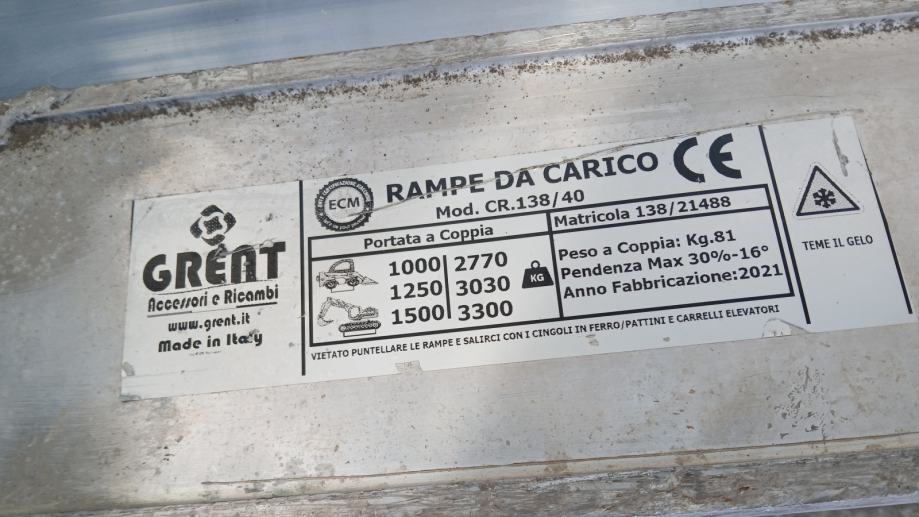 GRENT
Accessori e Ricambi
www.grent.it
Made in Italy
ECM
RAMPE DA CARICO CE
Mod. CR.138/40
Matricola 138/21488
Portata a Coppia
1000 2770
1250 3030
1500 3300
KG
Peso a Coppia: Kg.81
Pendenza Max 30%-16°
Anno Fabbricazione:2021
VIETATO PUNTELLARE LE RAMPE E SALIRCI CON I CINGOLI IN FERRO/PATTINI E CARRELLI ELEVATORI
TEME IL GELO